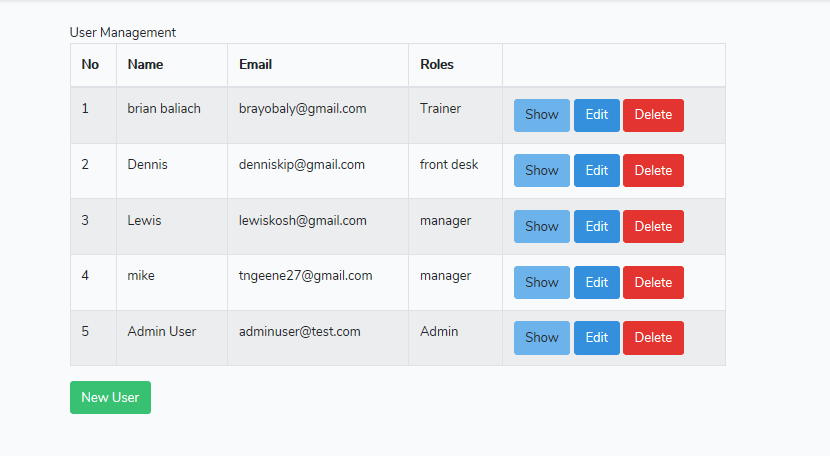 User Management
No Name Email Roles
1 brian baliach brayobaly@gmail.com Trainer Show Edit Delete
2 Dennis denniskip@gmail.com front desk Show Edit Delete
3 Lewis lewiskosh@gmail.com manager Show Edit Delete
4 mike tngeene27@gmail.com manager Show Edit Delete
5 Admin User adminuser@test.com Admin Show Edit Delete
New User